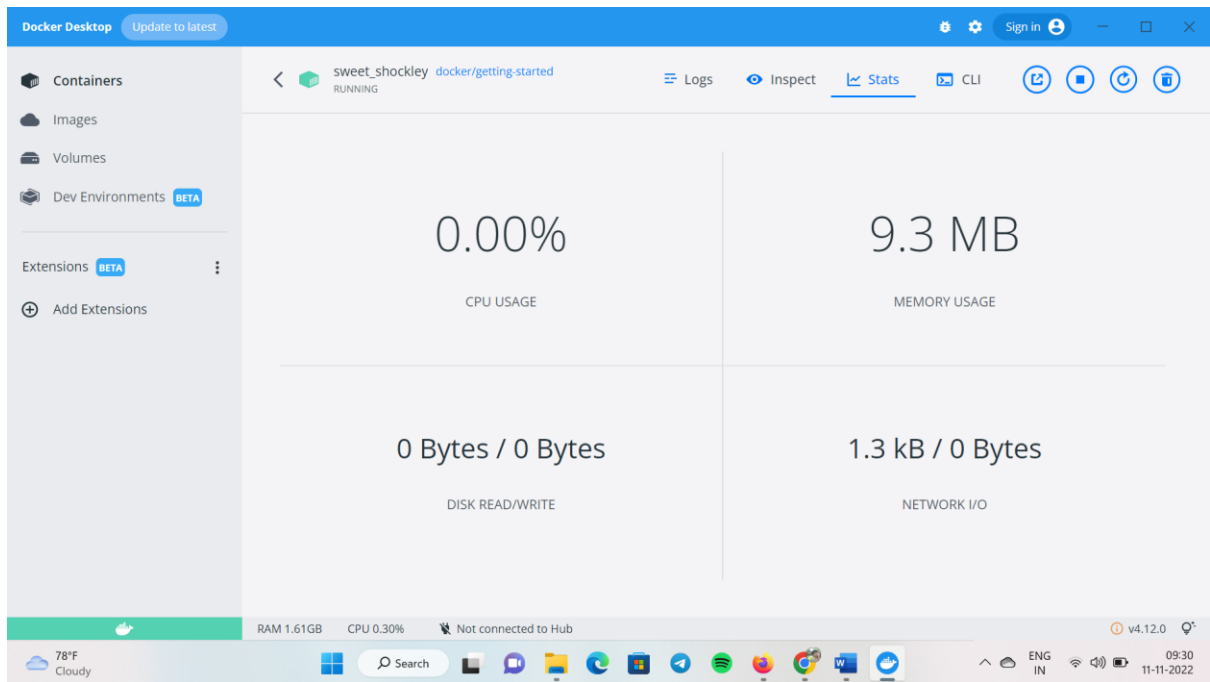 Docker Desktop Update to latest
Sign in
Containers
Images
Volumes
Dev Environments BETA
Extensions BETA
Add Extensions
sweet_shockley docker/getting-started
RUNNING
Logs Inspect Stats CLI
0.00%
CPU USAGE
9.3 MB
MEMORY USAGE
0 Bytes / 0 Bytes
DISK READ/WRITE
1.3 kB / 0 Bytes
NETWORK I/O
RAM 1.61GB CPU 0.30% Not connected to Hub
v4.12.0
78°F
Cloudy
Search
ENG
IN
09:30
11-11-2022